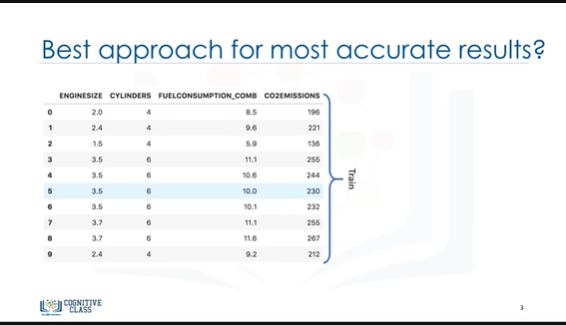 Best approach for most accurate results?
ENGINESIZE CYLINDERS FUELCONSUMPTION_COMB CO2EMISSIONS
0 2.0 4 8.5 196
1 2.4 4 9.6 221
2 1.5 4 5.9 136
3 3.5 6 11.1 255
4 3.5 6 10.6 244
5 3.5 6 10.0 230
6 3.5 6 10.1 232
7 3.7 6 11.1 255
8 3.7 6 11.6 267
9 2.4 4 9.2 212
Train
COGNITIVE
CLASS
3